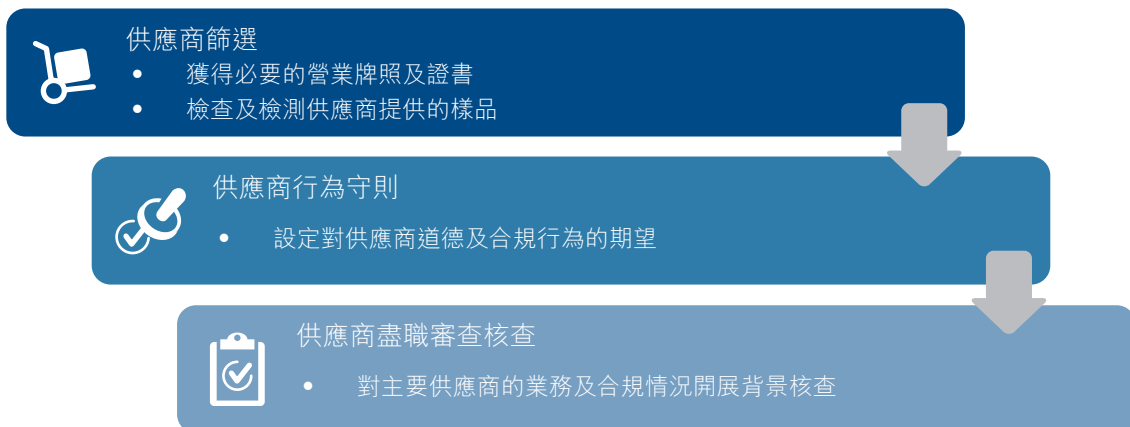 供應商篩選
• 獲得必要的營業牌照及證書
• 檢查及檢測供應商提供的樣品
供應商行為守則
• 設定對供應商道德及合規行為的期望
供應商盡職審查核查
• 對主要供應商的業務及合規情況開展背景核查